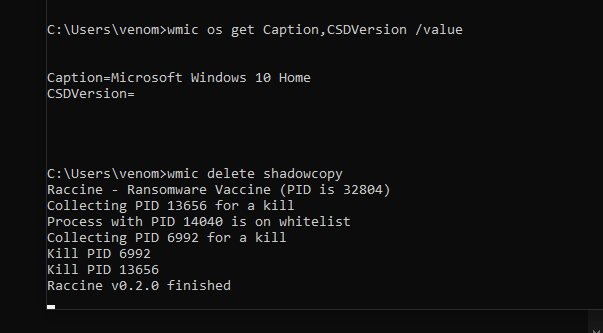 C:\Users\venom>wmic os get Caption,CSDVersion /value
Caption=Microsoft Windows 10 Home
CSDVersion=
C:\Users\venom>wmic delete shadowcopy
Raccine - Ransomware Vaccine (PID is 32804)
Collecting PID 13656 for a kill
Process with PID 14040 is on whitelist
Collecting PID 6992 for a kill
Kill PID 6992
Kill PID 13656
Raccine v0.2.0 finished